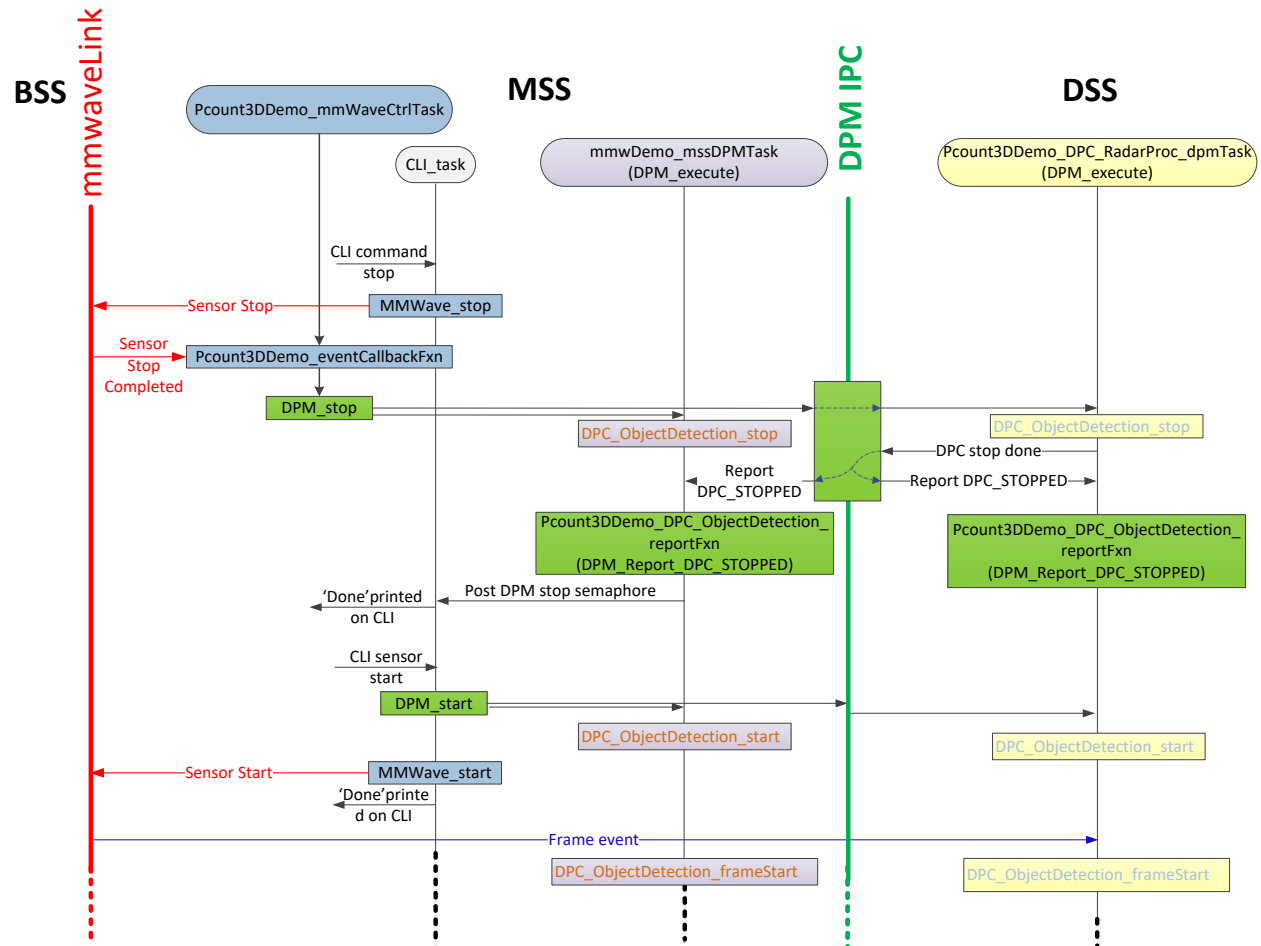 mmwaveLink
BSS
MSS
DPM IPC
DSS
Pcount3DDemo_mmWaveCtrlTask
CLI_task
mmwDemo_mssDPMTask
(DPM_execute)
Pcount3DDemo_DPC_RadarProc_dpmTask
(DPM_execute)
CLI command
stop
Sensor Stop
MMWave_stop
Sensor
Stop
Completed
Pcount3DDemo_eventCallbackFxn
DPM_stop
DPC_ObjectDetection_stop
DPC_ObjectDetection_stop
DPC stop done
Report
DPC_STOPPED
Report DPC_STOPPED
Pcount3DDemo_DPC_ObjectDetection_
reportFxn
(DPM_Report_DPC_STOPPED)
Pcount3DDemo_DPC_ObjectDetection_
reportFxn
(DPM_Report_DPC_STOPPED)
‘Done’printed
on CLI
Post DPM stop semaphore
CLI sensor
start
DPM_start
DPC_ObjectDetection_start
DPC_ObjectDetection_start
Sensor Start
MMWave_start
‘Done’printe
d on CLI
Frame event
DPC_ObjectDetection_frameStart
DPC_ObjectDetection_frameStart